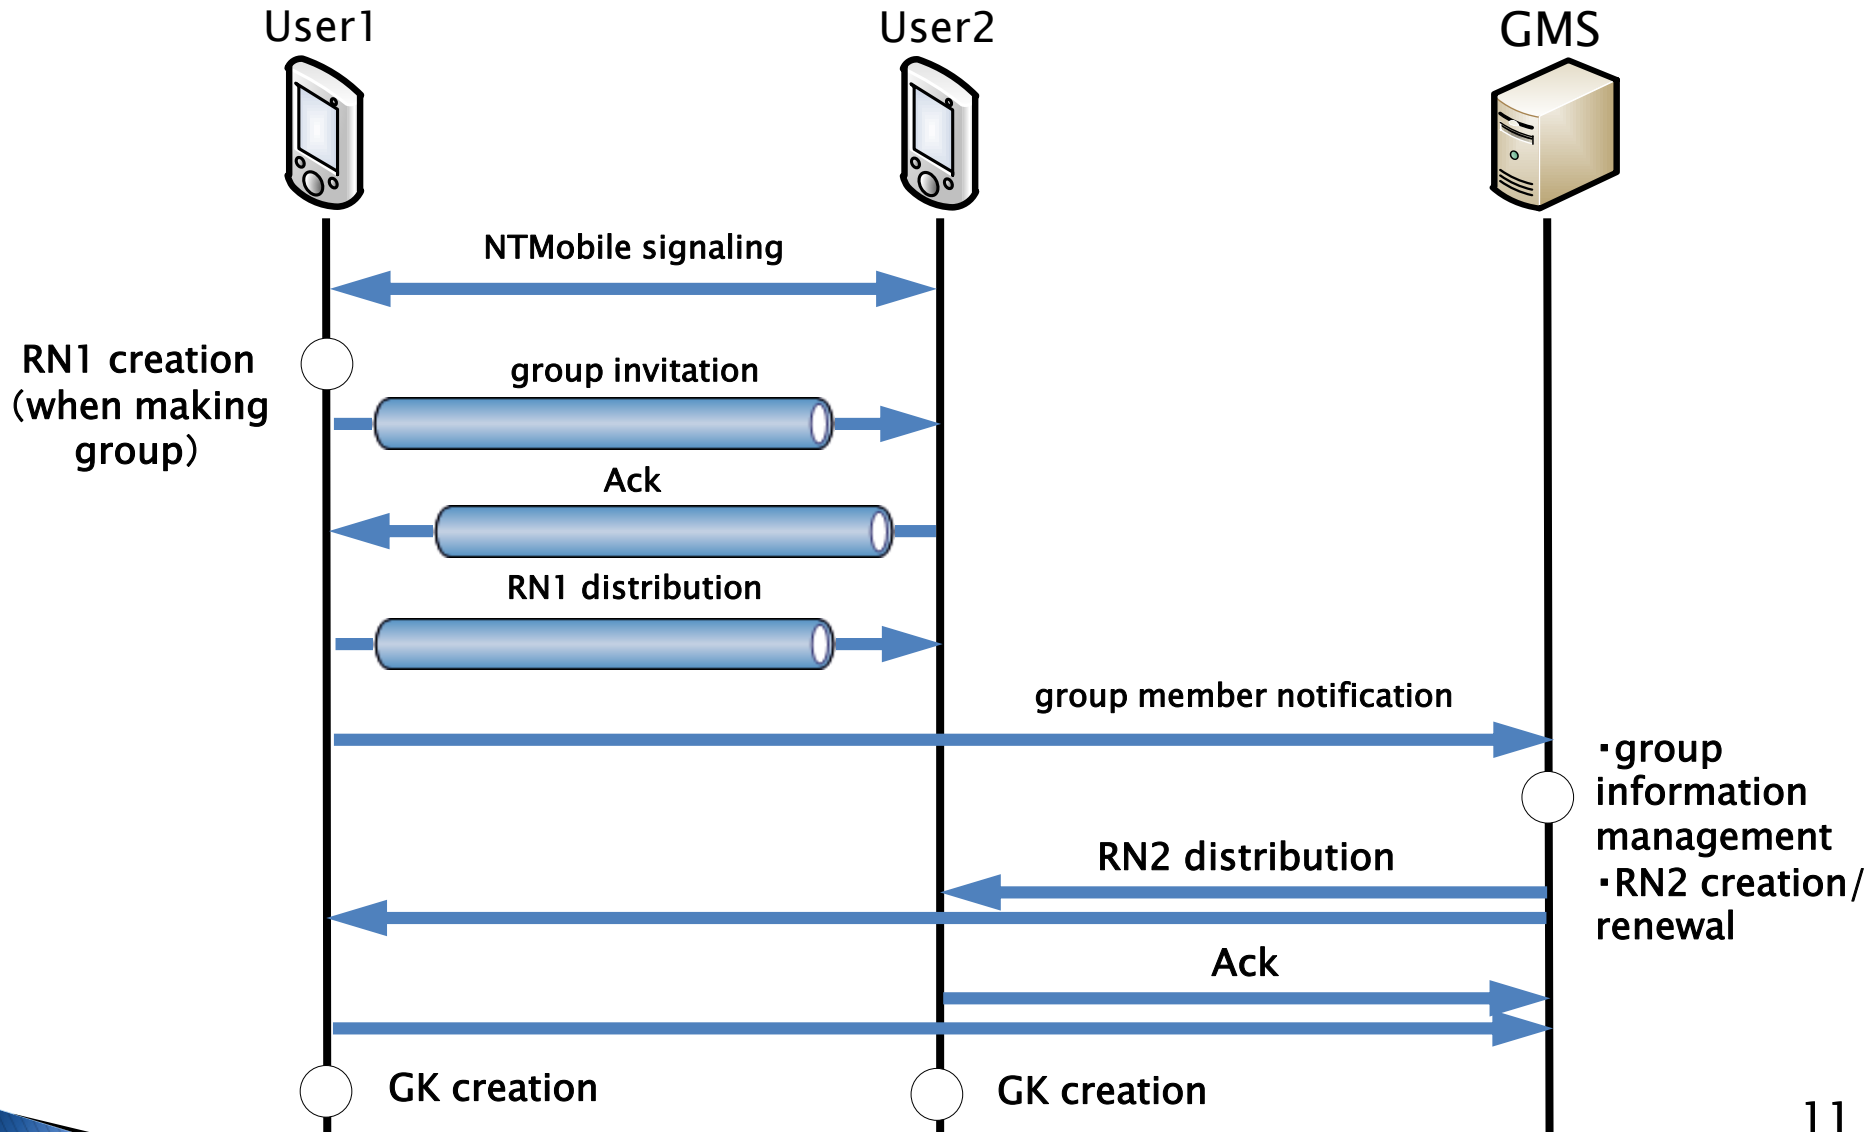 User1
User2
GMS
NTMobile signaling
RN1 creation
（when making
group）
group invitation
Ack
RN1 distribution
group member notification
・group
information
management
・RN2 creation/
renewal
RN2 distribution
Ack
GK creation
GK creation
11